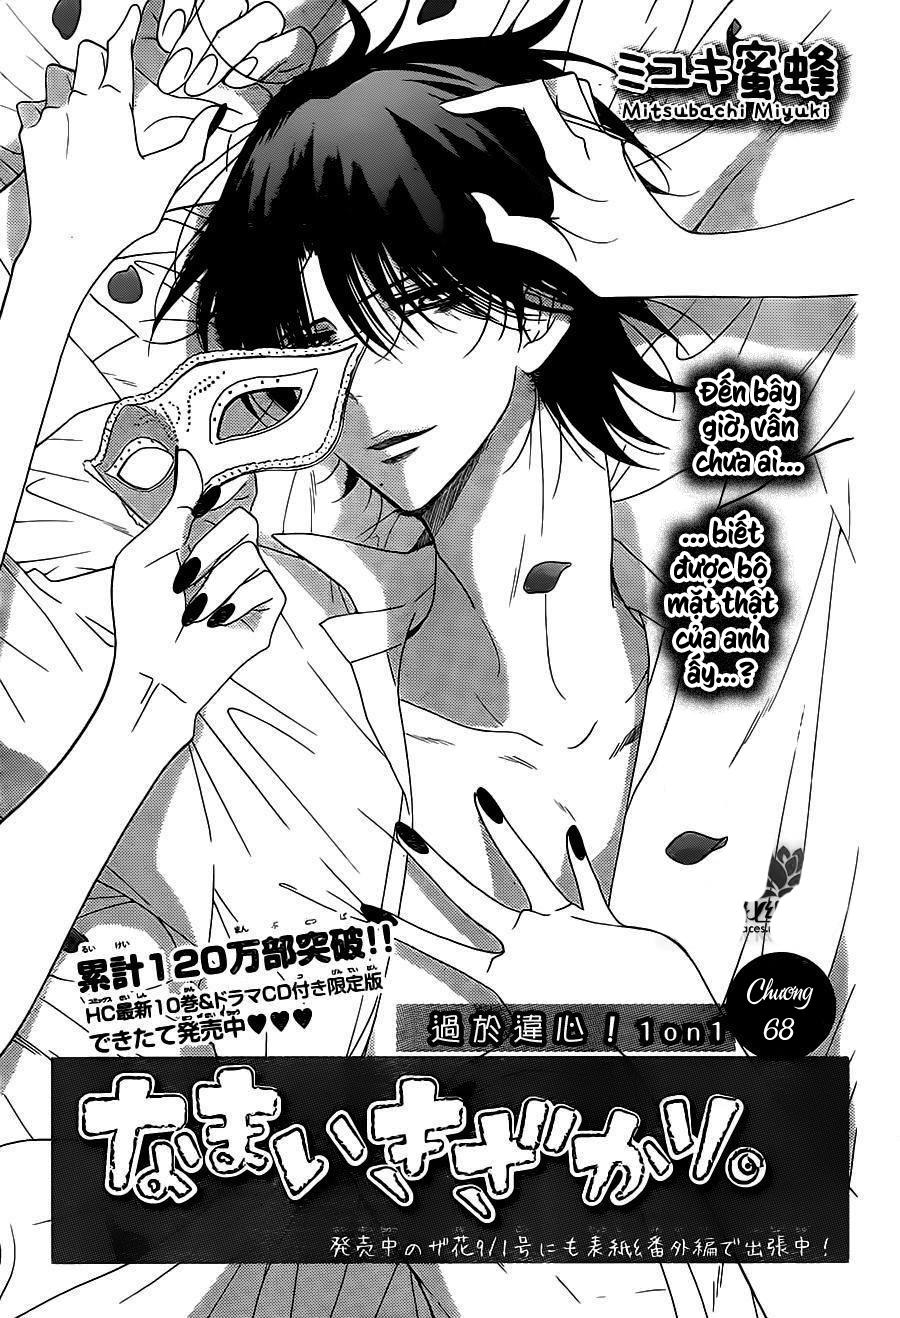 ミユキ蜜蜂
Mitsubachi Miyuki
Đến bây
giờ, vẫn
chưa ai...
... biết
được bộ
mặt thật
của anh
ấy...?
累計120万部突破!!
HC最新10巻&ドラマCD付き限定版
できたて発売中♥♥♥
過於違心！1on1
Chương
68
なまいきざかり。
発売中のザ花9/1号にも表紙&番外編で出張中！